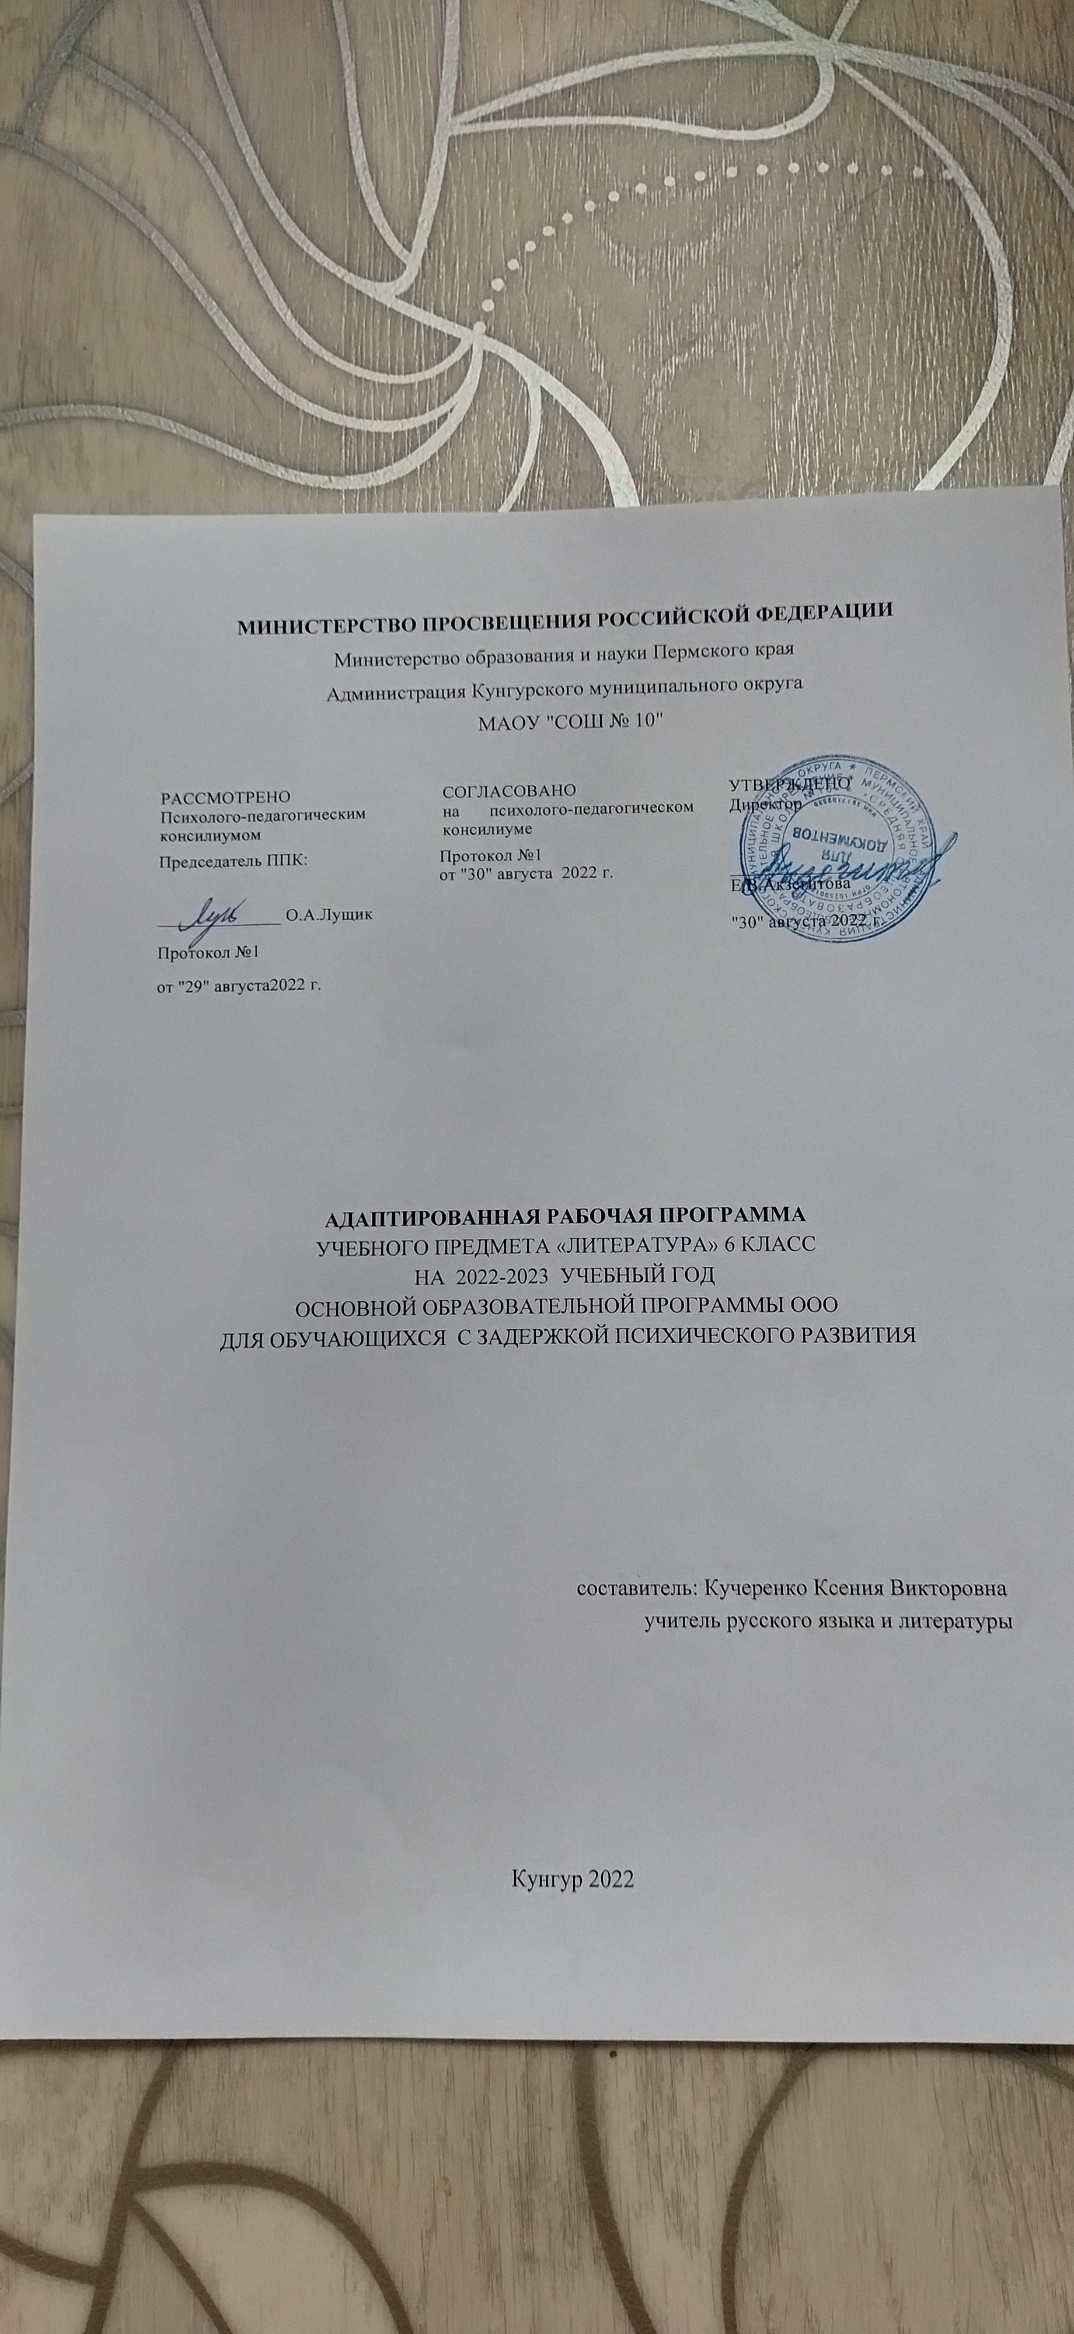 МИНИСТЕРСТВО ПРОСВЕЩЕНИЯ РОССИЙСКОЙ ФЕДЕРАЦИИ
Министерство образования и науки Пермского края
Администрация Кунгурского муниципального округа
МАОУ "СОШ № 10"
РАССМОТРЕНО
Психолого-педагогическим
консилиумом
Председатель ППК:
О.А.Лущик
Протокол №1
от "29" августа2022 г.
СОГЛАСОВАНО
на психолого-педагогическом
консилиуме
Протокол №1
от "30" августа 2022 г.
УТВЕРЖДЕНО
Директор
"30" августа 2022 г.
ДЛЯ
ДОКУМЕНТОВ
АДАПТИРОВАННАЯ РАБОЧАЯ ПРОГРАММА
УЧЕБНОГО ПРЕДМЕТА «ЛИТЕРАТУРА» 6 КЛАСС
НА 2022-2023 УЧЕБНЫЙ ГОД
ОСНОВНОЙ ОБРАЗОВАТЕЛЬНОЙ ПРОГРАММЫ ООО
ДЛЯ ОБУЧАЮЩИХСЯ С ЗАДЕРЖКОЙ ПСИХИЧЕСКОГО РАЗВИТИЯ
составитель: Кучеренко Ксения Викторовна
учитель русского языка и литературы
Кунгур 2022